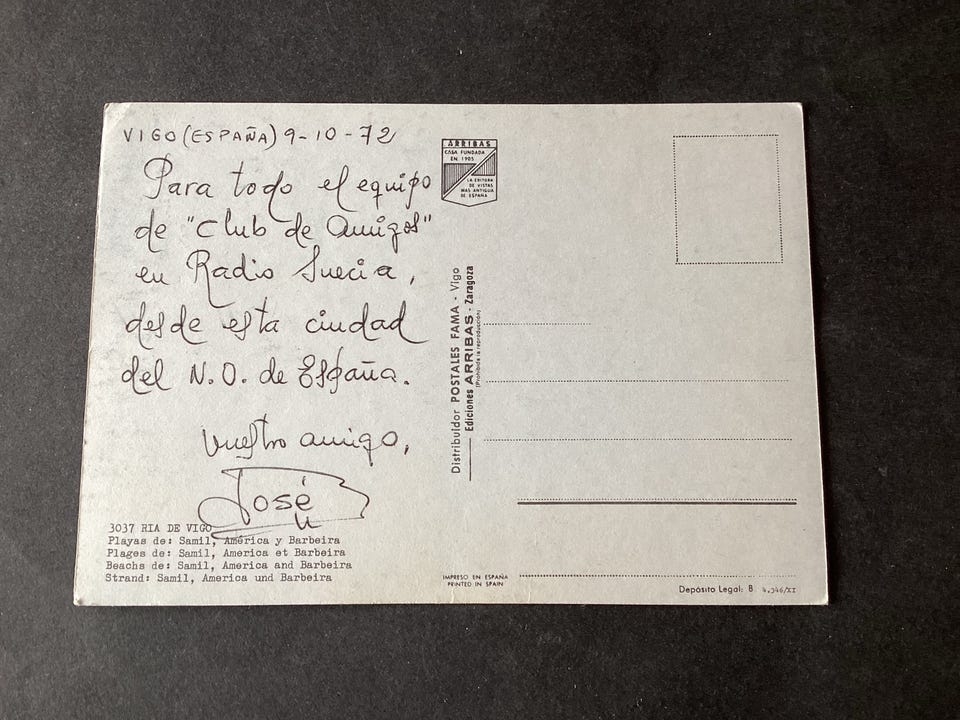 VIGO (ESPAÑA) 9-10-72
Para todo el equipo
de "Club de Amigos"
en Radio Suecia,
desde esta ciudad
del N.O. de España.
Vuestro amigo,
José
3037 RIA DE VIGO
Playas de: Samil, América y Barbeira
Plages de: Samil, America et Barbeira
Beachs de: Samil, America and Barbeira
Strand: Samil, America und Barbeira
ARRIBAS
CASA FUNDADA
EN 1905
LA EDITORA
DE VISTAS
MAS ANTIGUA
DE ESPAÑA
Distribuidor POSTALES FAMA - Vigo
Ediciones ARRIBAS - Zaragoza
(Prohibida la reproducción)
IMPRESO EN ESPAÑA
PRINTED IN SPAIN
Depósito Legal: B. 4.346/XI